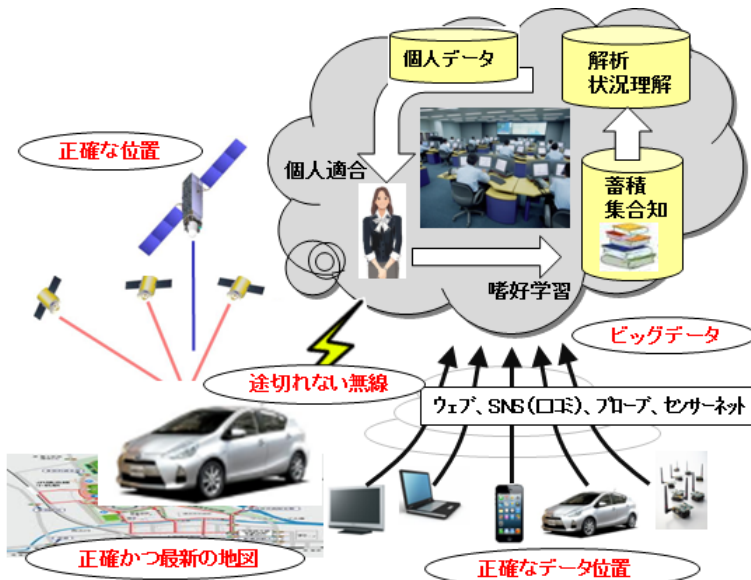 個人データ
解析
状況理解
正確な位置
個人適合
蓄積
集合知
嗜好学習
ビッグデータ
途切れない無線
ウェブ、SNS(口コミ)、プローブ、センサーネット
正確かつ最新の地図
正確なデータ位置